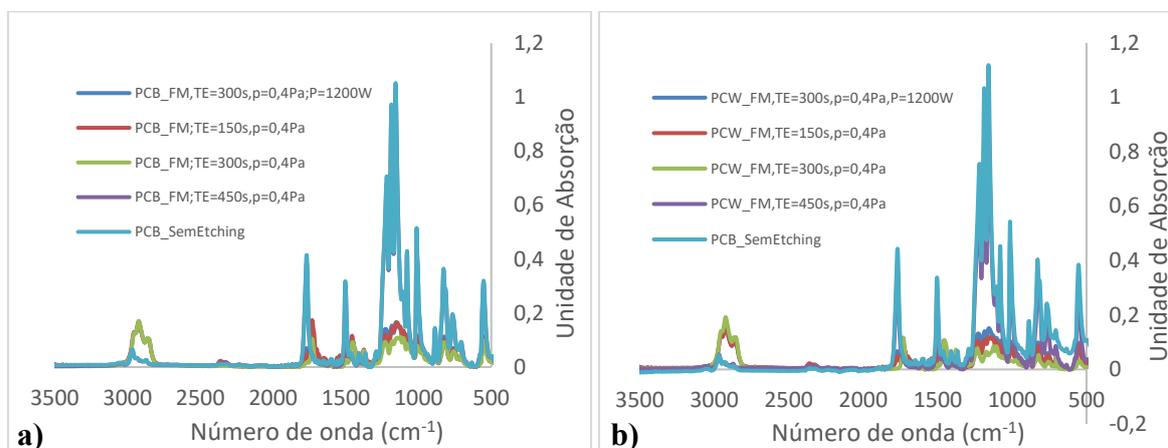 PCB_FM,TE=300s,p=0,4Pa;P=1200W
PCB_FM;TE=150s,p=0,4Pa
PCB_FM;TE=300s,p=0,4Pa
PCB_FM;TE=450s,p=0,4Pa
PCB_SemEtching
1,2
1
0,8
0,6
0,4
0,2
0
Unidade de Absorção
3500 3000 2500 2000 1500 1000 500
Número de onda (cm-1)
a)
PCW_FM,TE=300s,p=0,4Pa,P=1200W
PCW_FM,TE=150s,p=0,4Pa
PCW_FM,TE=300s,p=0,4Pa
PCW_FM,TE=450s,p=0,4Pa
PCB_SemEtching
1,2
1
0,8
0,6
0,4
0,2
0
-0,2
Unidade de Absorção
3500 3000 2500 2000 1500 1000 500
Número de onda (cm-1)
b)